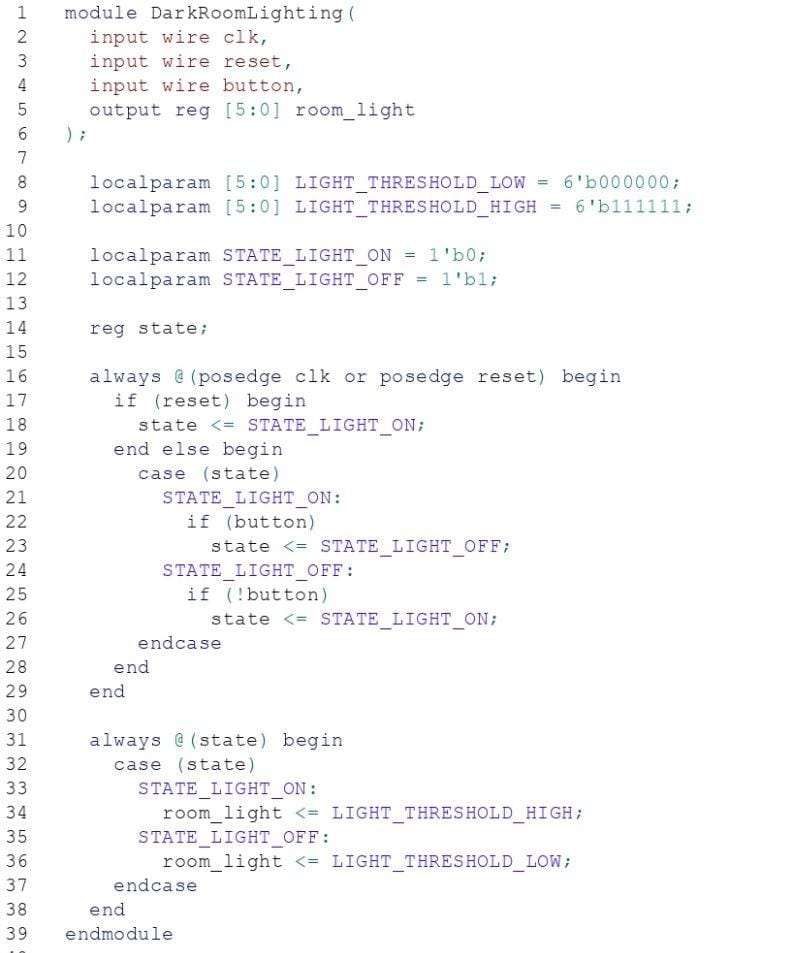 1 module DarkRoomLighting(
2 input wire clk,
3 input wire reset,
4 input wire button,
5 output reg [5:0] room_light
6 );
7
8 localparam [5:0] LIGHT_THRESHOLD_LOW = 6'b000000;
9 localparam [5:0] LIGHT_THRESHOLD_HIGH = 6'b111111;
10
11 localparam STATE_LIGHT_ON = 1'b0;
12 localparam STATE_LIGHT_OFF = 1'b1;
13
14 reg state;
15
16 always @(posedge clk or posedge reset) begin
17 if (reset) begin
18 state <= STATE_LIGHT_ON;
19 end else begin
20 case (state)
21 STATE_LIGHT_ON:
22 if (button)
23 state <= STATE_LIGHT_OFF;
24 STATE_LIGHT_OFF:
25 if (!button)
26 state <= STATE_LIGHT_ON;
27 endcase
28 end
29 end
30
31 always @(state) begin
32 case (state)
33 STATE_LIGHT_ON:
34 room_light <= LIGHT_THRESHOLD_HIGH;
35 STATE_LIGHT_OFF:
36 room_light <= LIGHT_THRESHOLD_LOW;
37 endcase
38 end
39 endmodule